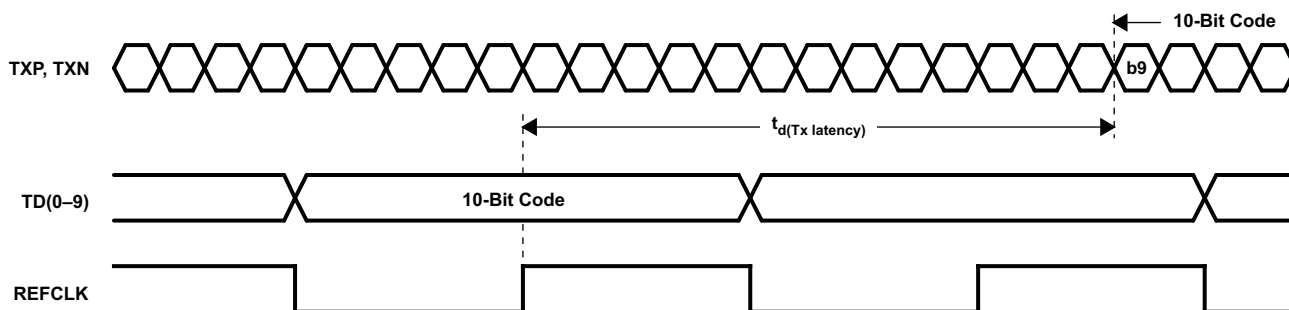 10-Bit Code
TXP, TXN
b9
td(Tx latency)
TD(0–9)
10-Bit Code
REFCLK